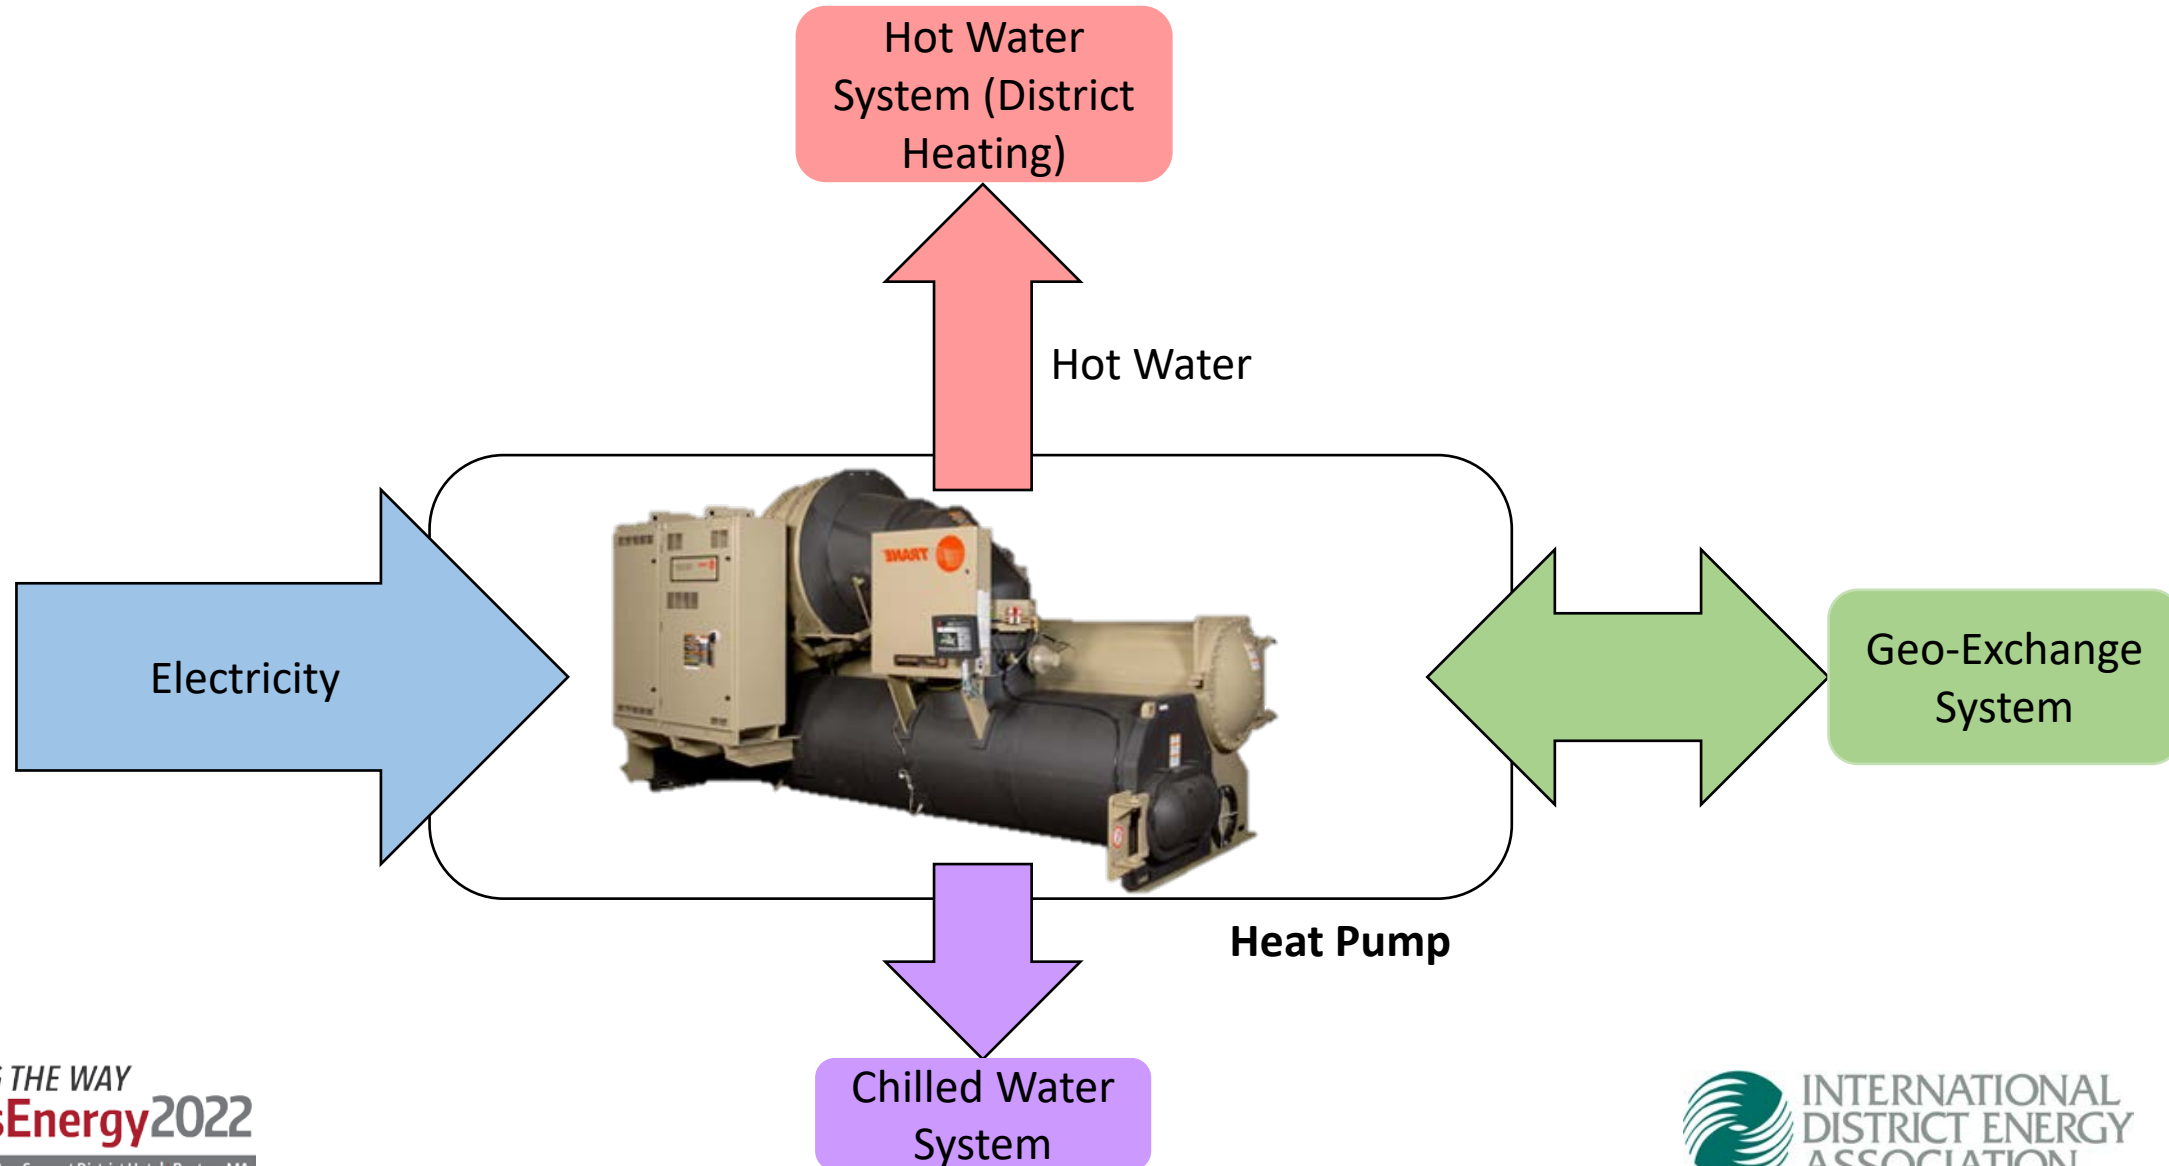 Hot Water
System (District
Heating)
Hot Water
TRANE
Electricity
Geo-Exchange
System
Heat Pump
Chilled Water
System
THE WAY
Energy2022
INTERNATIONAL
DISTRICT ENERGY
ASSOCIATION